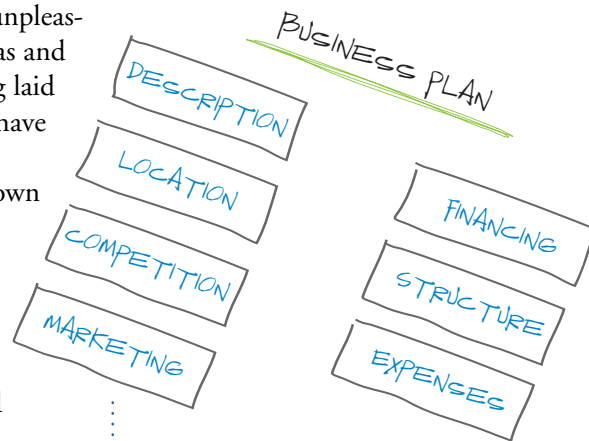 unpleas-
as and
g laid
have
own
BUSINESS PLAN
DESCRIPTION
LOCATION
COMPETITION
MARKETING
FINANCING
STRUCTURE
EXPENSES